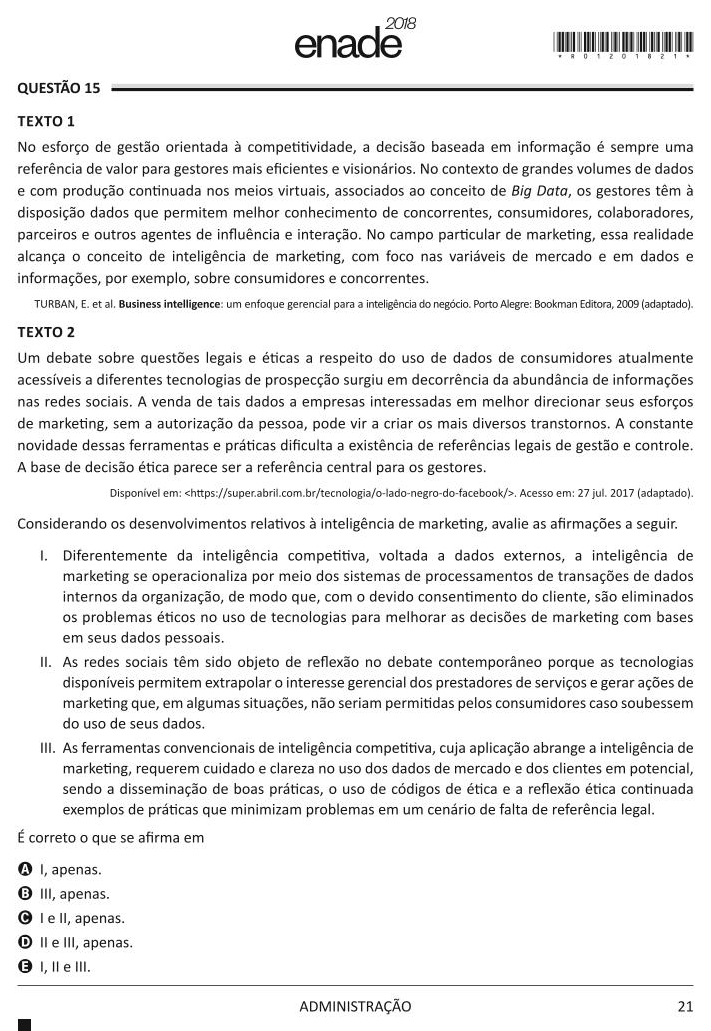 enade 2018
* R 0 1 2 0 1 8 2 1 *
QUESTÃO 15
TEXTO 1
No esforço de gestão orientada à competitividade, a decisão baseada em informação é sempre uma
referência de valor para gestores mais eficientes e visionários. No contexto de grandes volumes de dados
e com produção continuada nos meios virtuais, associados ao conceito de Big Data, os gestores têm à
disposição dados que permitem melhor conhecimento de concorrentes, consumidores, colaboradores,
parceiros e outros agentes de influência e interação. No campo particular de marketing, essa realidade
alcança o conceito de inteligência de marketing, com foco nas variáveis de mercado e em dados e
informações, por exemplo, sobre consumidores e concorrentes.
TURBAN, E. et al. Business intelligence: um enfoque gerencial para a inteligência do negócio. Porto Alegre: Bookman Editora, 2009 (adaptado).
TEXTO 2
Um debate sobre questões legais e éticas a respeito do uso de dados de consumidores atualmente
acessíveis a diferentes tecnologias de prospecção surgiu em decorrência da abundância de informações
nas redes sociais. A venda de tais dados a empresas interessadas em melhor direcionar seus esforços
de marketing, sem a autorização da pessoa, pode vir a criar os mais diversos transtornos. A constante
novidade dessas ferramentas e práticas dificulta a existência de referências legais de gestão e controle.
A base de decisão ética parece ser a referência central para os gestores.
Disponível em: <https://super.abril.com.br/tecnologia/o-lado-negro-do-facebook/>. Acesso em: 27 jul. 2017 (adaptado).
Considerando os desenvolvimentos relativos à inteligência de marketing, avalie as afirmações a seguir.
I. Diferentemente da inteligência competitiva, voltada a dados externos, a inteligência de
marketing se operacionaliza por meio dos sistemas de processamentos de transações de dados
internos da organização, de modo que, com o devido consentimento do cliente, são eliminados
os problemas éticos no uso de tecnologias para melhorar as decisões de marketing com bases
em seus dados pessoais.
II. As redes sociais têm sido objeto de reflexão no debate contemporâneo porque as tecnologias
disponíveis permitem extrapolar o interesse gerencial dos prestadores de serviços e gerar ações de
marketing que, em algumas situações, não seriam permitidas pelos consumidores caso soubessem
do uso de seus dados.
III. As ferramentas convencionais de inteligência competitiva, cuja aplicação abrange a inteligência de
marketing, requerem cuidado e clareza no uso dos dados de mercado e dos clientes em potencial,
sendo a disseminação de boas práticas, o uso de códigos de ética e a reflexão ética continuada
exemplos de práticas que minimizam problemas em um cenário de falta de referência legal.
É correto o que se afirma em
A I, apenas.
B III, apenas.
C I e II, apenas.
D II e III, apenas.
E I, II e III.
ADMINISTRAÇÃO 21